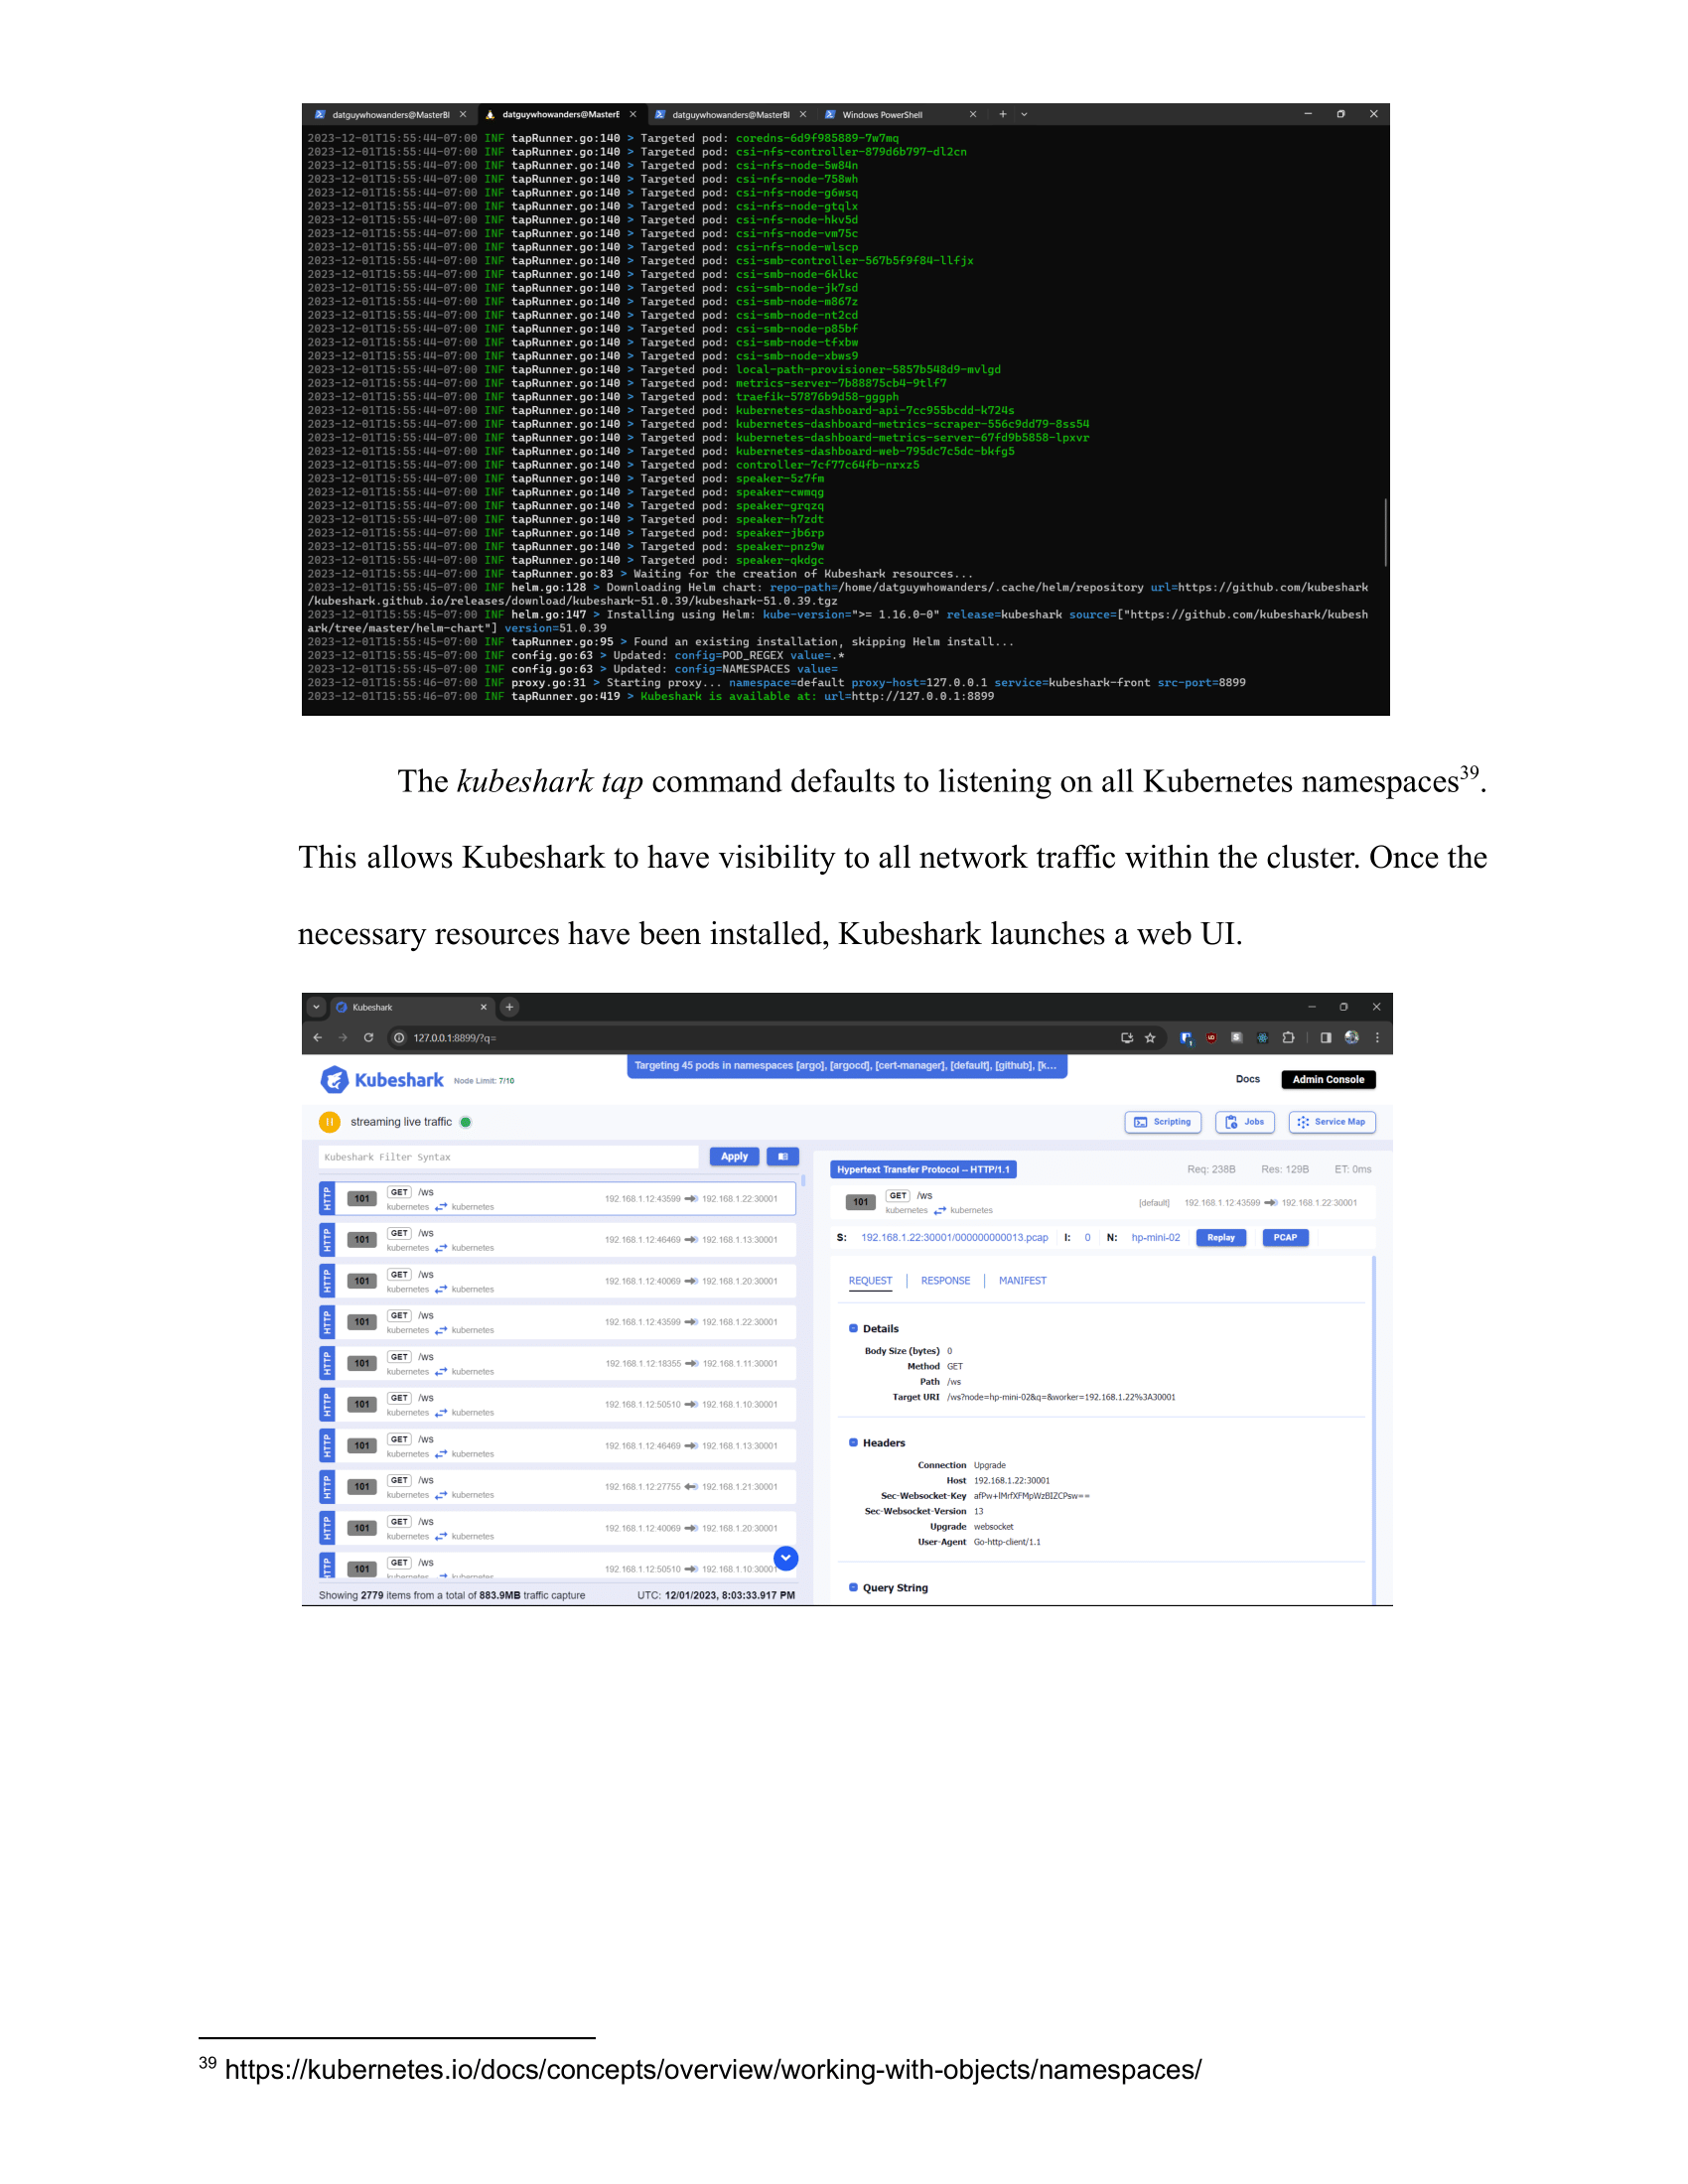 datguywhowanders@MasterBl
datguywhowanders@MasterE
datguywhowanders@MasterBl
Windows PowerShell
2023-12-01T15:55:44-07:00 INF tapRunner.go:140 > Targeted pod: coredns-6d9f985889-7w7mq
2023-12-01T15:55:44-07:00 INF tapRunner.go:140 > Targeted pod: csi-nfs-controller-879d6b797-dl2cn
2023-12-01T15:55:44-07:00 INF tapRunner.go:140 > Targeted pod: csi-nfs-node-5w84n
2023-12-01T15:55:44-07:00 INF tapRunner.go:140 > Targeted pod: csi-nfs-node-758wh
2023-12-01T15:55:44-07:00 INF tapRunner.go:140 > Targeted pod: csi-nfs-node-g6wsq
2023-12-01T15:55:44-07:00 INF tapRunner.go:140 > Targeted pod: csi-nfs-node-gtqlx
2023-12-01T15:55:44-07:00 INF tapRunner.go:140 > Targeted pod: csi-nfs-node-hkv5d
2023-12-01T15:55:44-07:00 INF tapRunner.go:140 > Targeted pod: csi-nfs-node-vm75c
2023-12-01T15:55:44-07:00 INF tapRunner.go:140 > Targeted pod: csi-nfs-node-wlscp
2023-12-01T15:55:44-07:00 INF tapRunner.go:140 > Targeted pod: csi-smb-controller-567b5f9f84-llfjx
2023-12-01T15:55:44-07:00 INF tapRunner.go:140 > Targeted pod: csi-smb-node-6klkc
2023-12-01T15:55:44-07:00 INF tapRunner.go:140 > Targeted pod: csi-smb-node-jk7sd
2023-12-01T15:55:44-07:00 INF tapRunner.go:140 > Targeted pod: csi-smb-node-m867z
2023-12-01T15:55:44-07:00 INF tapRunner.go:140 > Targeted pod: csi-smb-node-nt2cd
2023-12-01T15:55:44-07:00 INF tapRunner.go:140 > Targeted pod: csi-smb-node-p85bf
2023-12-01T15:55:44-07:00 INF tapRunner.go:140 > Targeted pod: csi-smb-node-tfxbw
2023-12-01T15:55:44-07:00 INF tapRunner.go:140 > Targeted pod: csi-smb-node-xbws9
2023-12-01T15:55:44-07:00 INF tapRunner.go:140 > Targeted pod: local-path-provisioner-5857b548d9-mvlgd
2023-12-01T15:55:44-07:00 INF tapRunner.go:140 > Targeted pod: metrics-server-7b88875cb4-9tlf7
2023-12-01T15:55:44-07:00 INF tapRunner.go:140 > Targeted pod: traefik-57876b9d58-gggph
2023-12-01T15:55:44-07:00 INF tapRunner.go:140 > Targeted pod: kubernetes-dashboard-api-7cc955bcdd-k724s
2023-12-01T15:55:44-07:00 INF tapRunner.go:140 > Targeted pod: kubernetes-dashboard-metrics-scraper-556c9dd79-8ss54
2023-12-01T15:55:44-07:00 INF tapRunner.go:140 > Targeted pod: kubernetes-dashboard-metrics-server-67fd9b5858-lpxvr
2023-12-01T15:55:44-07:00 INF tapRunner.go:140 > Targeted pod: kubernetes-dashboard-web-795dc7c5dc-bkfg5
2023-12-01T15:55:44-07:00 INF tapRunner.go:140 > Targeted pod: controller-7cf77c64fb-nrxz5
2023-12-01T15:55:44-07:00 INF tapRunner.go:140 > Targeted pod: speaker-5z7fm
2023-12-01T15:55:44-07:00 INF tapRunner.go:140 > Targeted pod: speaker-cwmqg
2023-12-01T15:55:44-07:00 INF tapRunner.go:140 > Targeted pod: speaker-grqzq
2023-12-01T15:55:44-07:00 INF tapRunner.go:140 > Targeted pod: speaker-h7zdt
2023-12-01T15:55:44-07:00 INF tapRunner.go:140 > Targeted pod: speaker-jb6rp
2023-12-01T15:55:44-07:00 INF tapRunner.go:140 > Targeted pod: speaker-pnz9w
2023-12-01T15:55:44-07:00 INF tapRunner.go:140 > Targeted pod: speaker-qkdgc
2023-12-01T15:55:44-07:00 INF tapRunner.go:83 > Waiting for the creation of Kubeshark resources...
2023-12-01T15:55:45-07:00 INF helm.go:128 > Downloading Helm chart: repo-path=/home/datguywhowanders/.cache/helm/repository url=https://github.com/kubeshark
/kubeshark.github.io/releases/download/kubeshark-51.0.39/kubeshark-51.0.39.tgz
2023-12-01T15:55:45-07:00 INF helm.go:147 > Installing using Helm: kube-version=">= 1.16.0-0" release=kubeshark source=["https://github.com/kubeshark/kubesh
ark/tree/master/helm-chart"] version=51.0.39
2023-12-01T15:55:45-07:00 INF tapRunner.go:95 > Found an existing installation, skipping Helm install...
2023-12-01T15:55:45-07:00 INF config.go:63 > Updated: config=POD_REGEX value=.*
2023-12-01T15:55:45-07:00 INF config.go:63 > Updated: config=NAMESPACES value=
2023-12-01T15:55:46-07:00 INF proxy.go:31 > Starting proxy... namespace=default proxy-host=127.0.0.1 service=kubeshark-front src-port=8899
2023-12-01T15:55:46-07:00 INF tapRunner.go:419 > Kubeshark is available at: url=http://127.0.0.1:8899
The kubeshark tap command defaults to listening on all Kubernetes namespaces39.
This allows Kubeshark to have visibility to all network traffic within the cluster. Once the
necessary resources have been installed, Kubeshark launches a web UI.
Kubeshark
127.0.0.1:8899/?q=
Targeting 45 pods in namespaces [argo], [argocd], [cert-manager], [default], [github], [k...
Kubeshark Node Limit: 7/10
Docs Admin Console
streaming live traffic
Scripting Jobs Service Map
Kubeshark Filter Syntax Apply
HTTP 101 GET /ws
kubernetes kubernetes 192.168.1.12:43599 192.168.1.22:30001
HTTP 101 GET /ws
kubernetes kubernetes 192.168.1.12:46469 192.168.1.13:30001
HTTP 101 GET /ws
kubernetes kubernetes 192.168.1.12:40069 192.168.1.20:30001
HTTP 101 GET /ws
kubernetes kubernetes 192.168.1.12:43599 192.168.1.22:30001
HTTP 101 GET /ws
kubernetes kubernetes 192.168.1.12:18355 192.168.1.11:30001
HTTP 101 GET /ws
kubernetes kubernetes 192.168.1.12:50510 192.168.1.10:30001
HTTP 101 GET /ws
kubernetes kubernetes 192.168.1.12:46469 192.168.1.13:30001
HTTP 101 GET /ws
kubernetes kubernetes 192.168.1.12:27755 192.168.1.21:30001
HTTP 101 GET /ws
kubernetes kubernetes 192.168.1.12:40069 192.168.1.20:30001
HTTP 101 GET /ws
kubernetes kubernetes 192.168.1.12:50510 192.168.1.10:30001
Showing 2779 items from a total of 883.9MB traffic capture UTC: 12/01/2023, 8:03:33.917 PM
Hypertext Transfer Protocol -- HTTP/1.1 Req: 238B Res: 129B ET: 0ms
101 GET /ws
kubernetes kubernetes [default] 192.168.1.12:43599 192.168.1.22:30001
S: 192.168.1.22:30001/000000000013.pcap I: 0 N: hp-mini-02 Replay PCAP
REQUEST RESPONSE MANIFEST
Details
Body Size (bytes) 0
Method GET
Path /ws
Target URI /ws?node=hp-mini-02&q=&worker=192.168.1.22%3A30001
Headers
Connection Upgrade
Host 192.168.1.22:30001
Sec-Websocket-Key afPw+IMrfXFMpWzBIZCPsw==
Sec-Websocket-Version 13
Upgrade websocket
User-Agent Go-http-client/1.1
Query String
39 https://kubernetes.io/docs/concepts/overview/working-with-objects/namespaces/